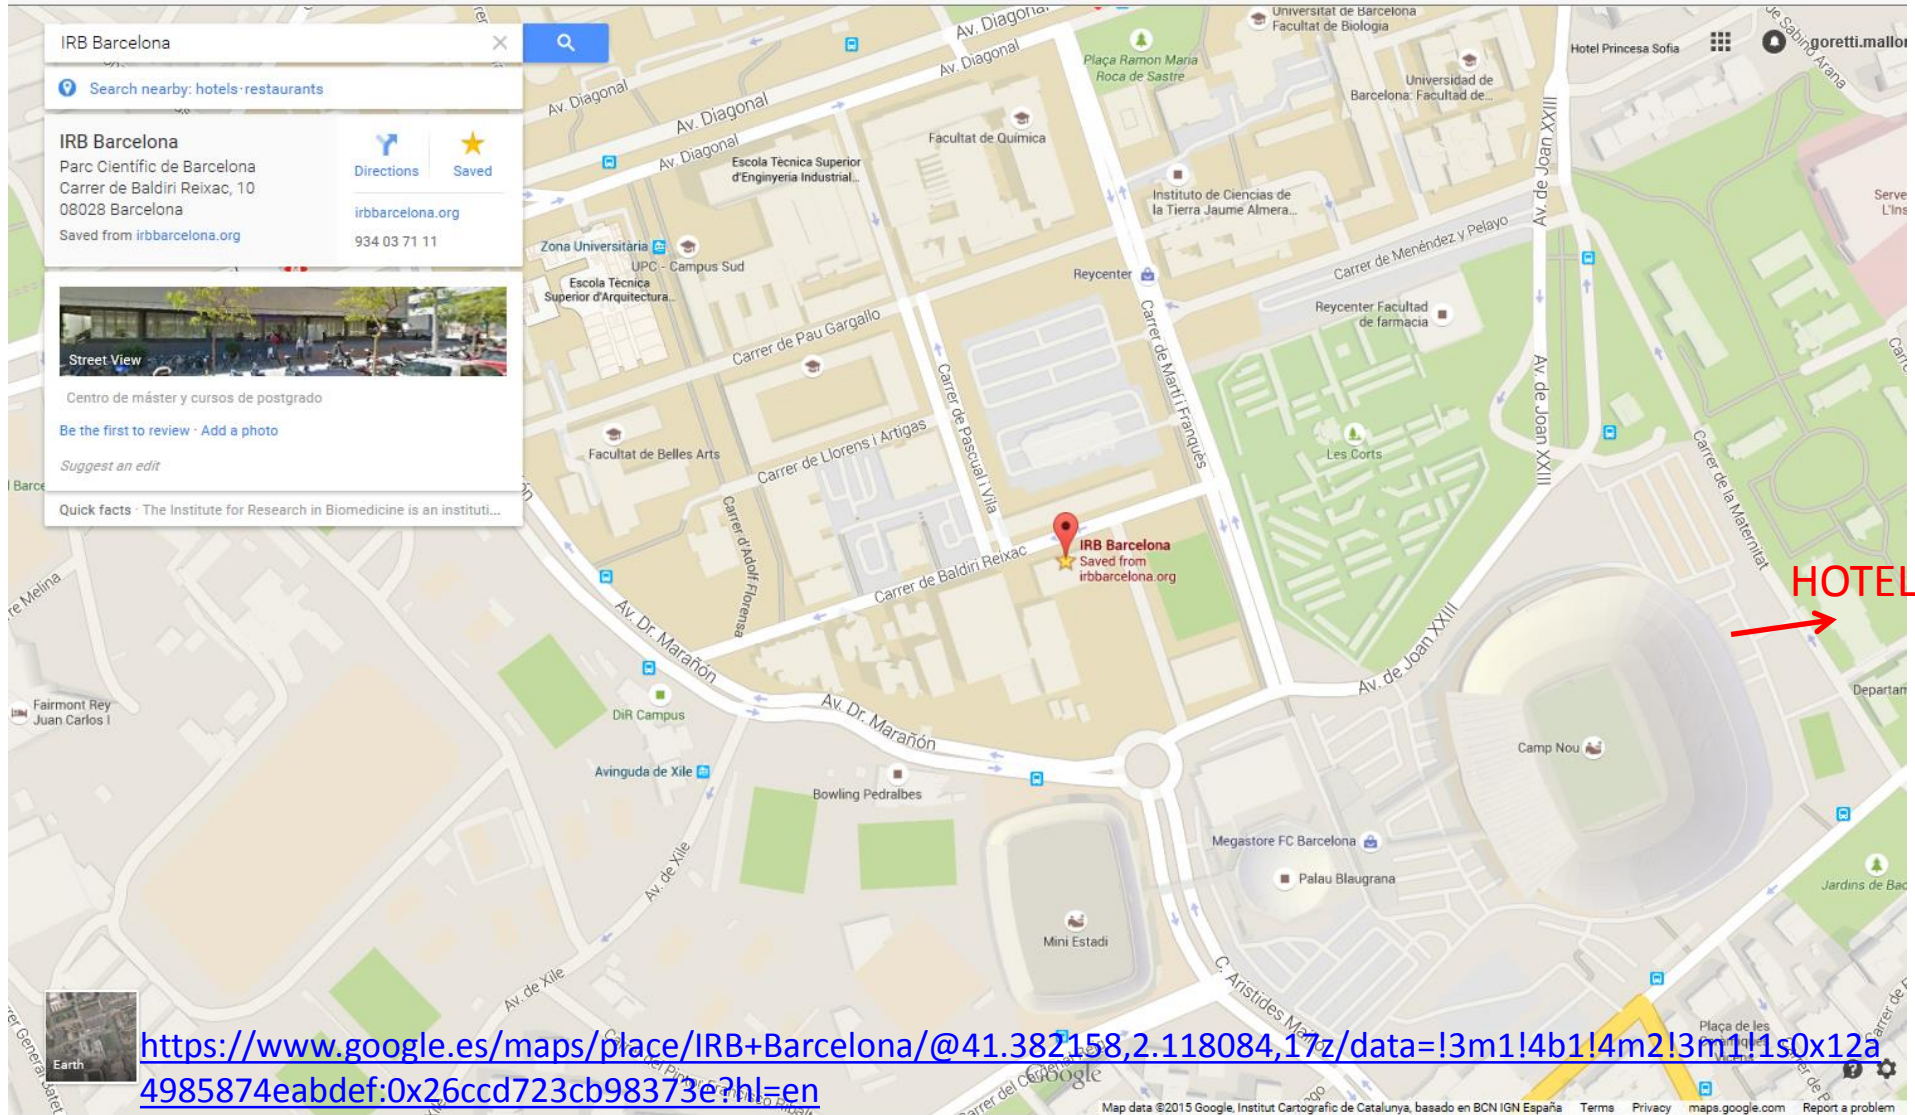 IRB Barcelona
Search nearby: hotels · restaurants
IRB Barcelona
Parc Científic de Barcelona
Carrer de Baldiri Reixac, 10
08028 Barcelona
Saved from irbbarcelona.org
Directions
Saved
irbbarcelona.org
934 03 71 11
Street View
Centro de máster y cursos de postgrado
Be the first to review · Add a photo
Suggest an edit
Quick facts · The Institute for Research in Biomedicine is an instituti...
Av. Diagonal
Av. Diagonal
Av. Diagonal
Av. Diagonal
Av. Diagonal
Plaça Ramon Maria
Roca de Sastre
Universitat de Barcelona
Facultat de Biologia
Hotel Princesa Sofia
goretti.mallor
Universidad de
Barcelona: Facultad de...
Facultat de Química
Escola Tècnica Superior
d'Enginyeria Industrial...
Instituto de Ciencias de
la Tierra Jaume Almera...
Av. de Joan XXIII
Serve
L'Ins
Zona Universitària
UPC - Campus Sud
Escola Tècnica
Superior d'Arquitectura...
Reycenter
Carrer de Menéndez y Pelayo
Reycenter Facultad
de farmacia
Carrer de Pau Gargallo
Carrer de Martí i Franquès
Carrer de Pascual i Vila
Av. de Joan XXIII
Facultat de Belles Arts
Carrer de Llorens i Artigas
Les Corts
Carrer de la Maternitat
Carrer d'Adolf Florensa
Carrer de Baldiri Reixac
IRB Barcelona
Saved from
irbbarcelona.org
HOTEL
Av. Dr. Marañón
Av. de Joan XXIII
Fairmont Rey
Juan Carlos I
DiR Campus
Av. Dr. Marañón
Departam
Camp Nou
Avinguda de Xile
Bowling Pedralbes
Megastore FC Barcelona
Palau Blaugrana
Jardins de Bac
Av. de Xile
Mini Estadi
Av. de Xile
C. Arístides Maillol
Plaça de les
Earth
https://www.google.es/maps/place/IRB+Barcelona/@41.382158,2.118084,17z/data=!3m1!4b1!4m2!3m1!1s0x12a
4985874eabdef:0x26ccd723cb98373e?hl=en
Google
Map data ©2015 Google, Institut Cartogràfic de Catalunya, basado en BCN IGN España Terms Privacy maps.google.com Report a problem